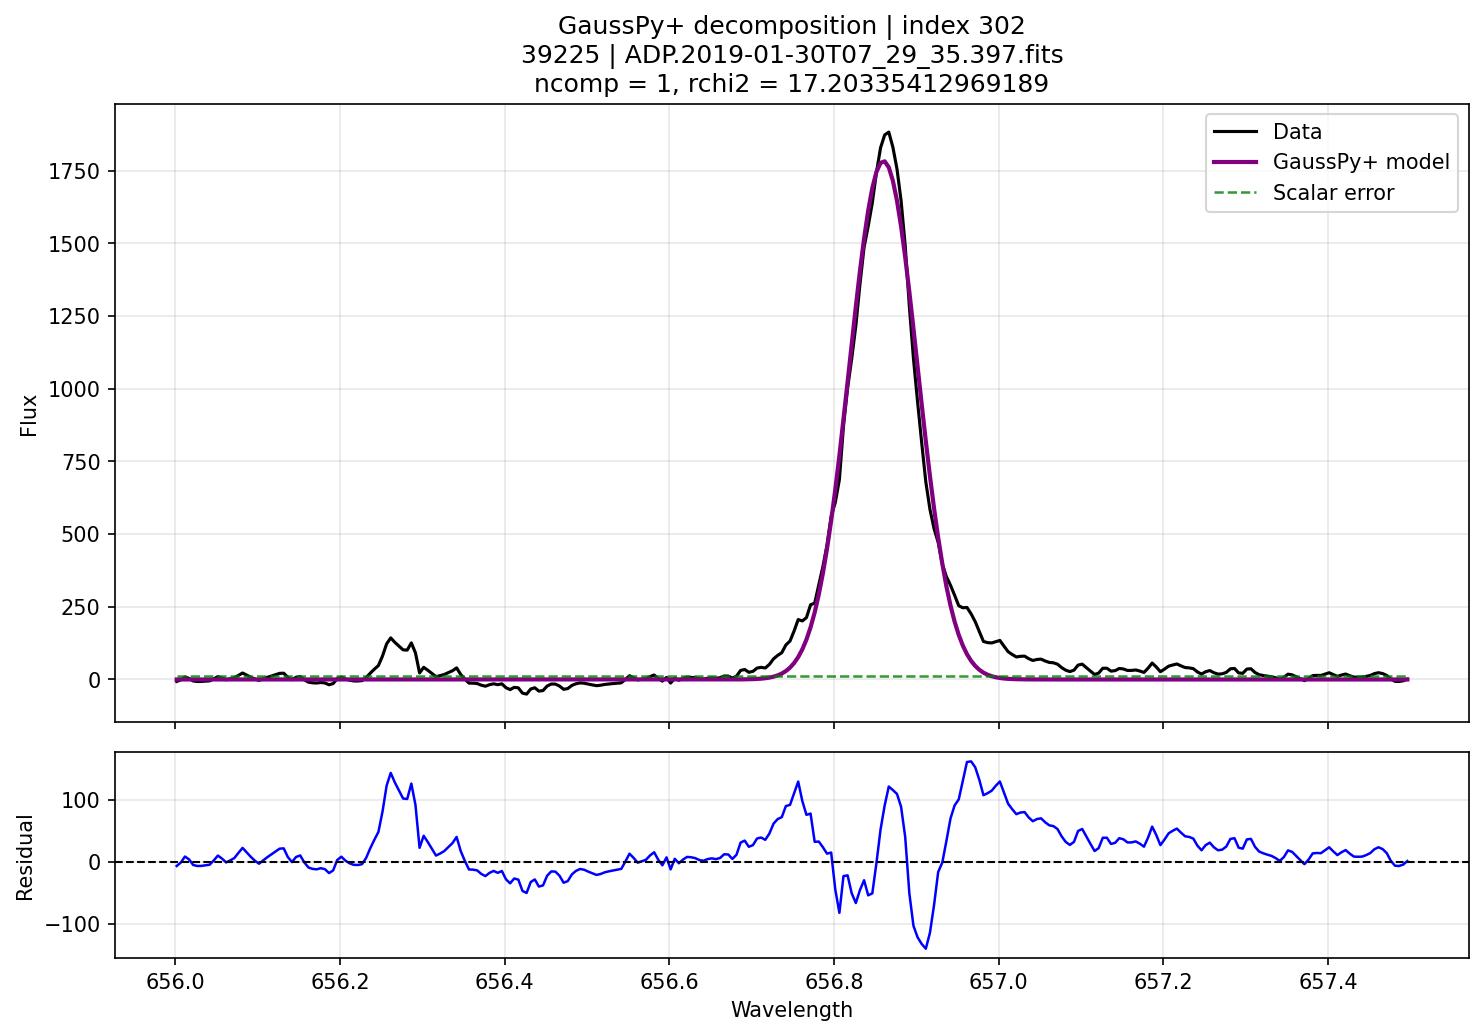 GaussPy+ decomposition | index 302
39225 | ADP.2019-01-30T07_29_35.397.fits
ncomp = 1, rchi2 = 17.20335412969189
Data
GaussPy+ model
Scalar error
1750
1500
1250
1000
750
500
250
0
Flux
100
0
−100
Residual
656.0 656.2 656.4 656.6 656.8 657.0 657.2 657.4
Wavelength